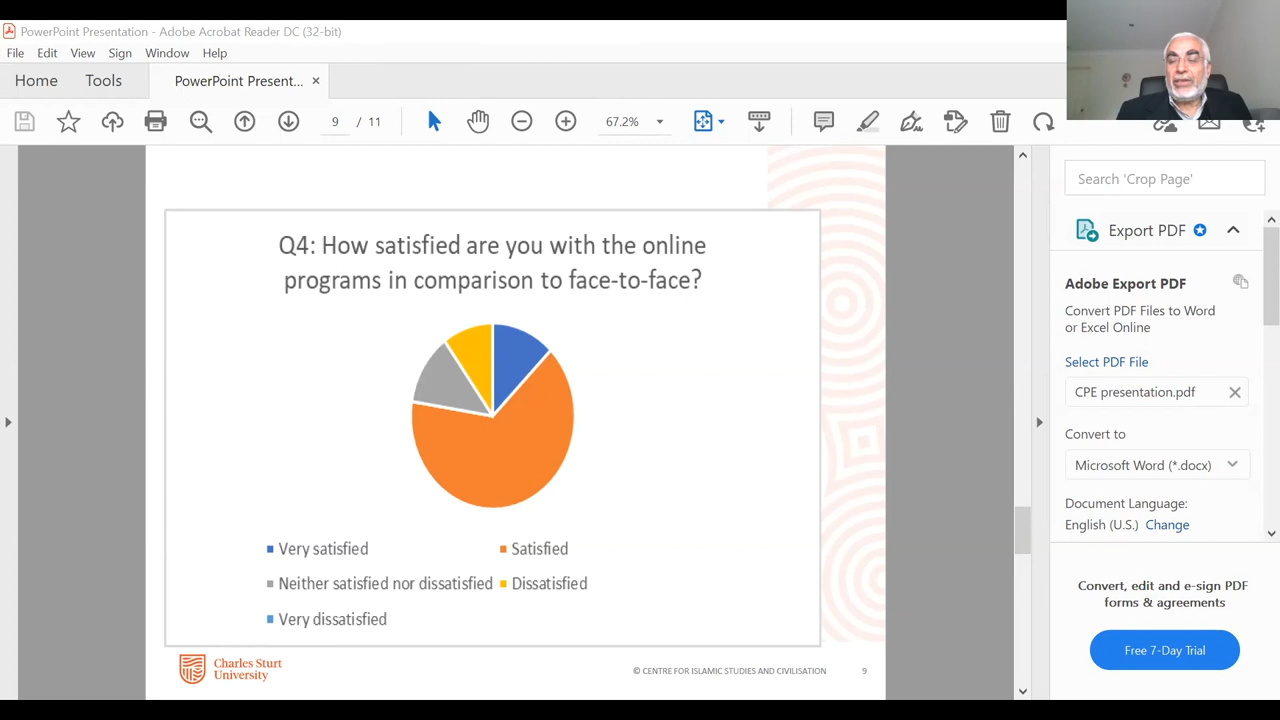 PowerPoint Presentation - Adobe Acrobat Reader DC (32-bit)
File Edit View Sign Window Help
Home Tools PowerPoint Present... ×
9 / 11 67.2%
Search 'Crop Page'
Export PDF
Adobe Export PDF
Convert PDF Files to Word
or Excel Online
Select PDF File
CPE presentation.pdf
Convert to
Microsoft Word (*.docx)
Document Language:
English (U.S.) Change
Convert, edit and e-sign PDF
forms & agreements
Free 7-Day Trial
Q4: How satisfied are you with the online
programs in comparison to face-to-face?
Very satisfied Satisfied
Neither satisfied nor dissatisfied Dissatisfied
Very dissatisfied
Charles Sturt
University
© CENTRE FOR ISLAMIC STUDIES AND CIVILISATION 9